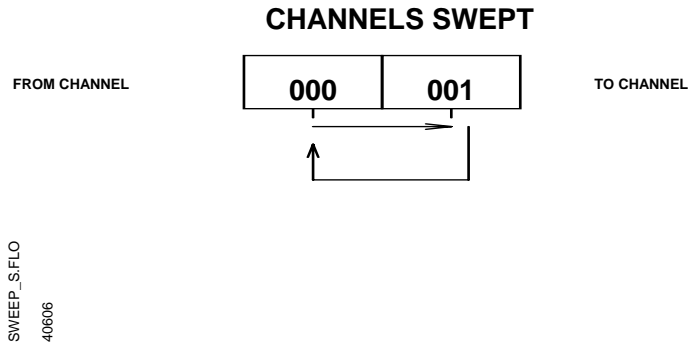 CHANNELS SWEPT
FROM CHANNEL 000 001 TO CHANNEL
SWEEP_S.FLO
40606